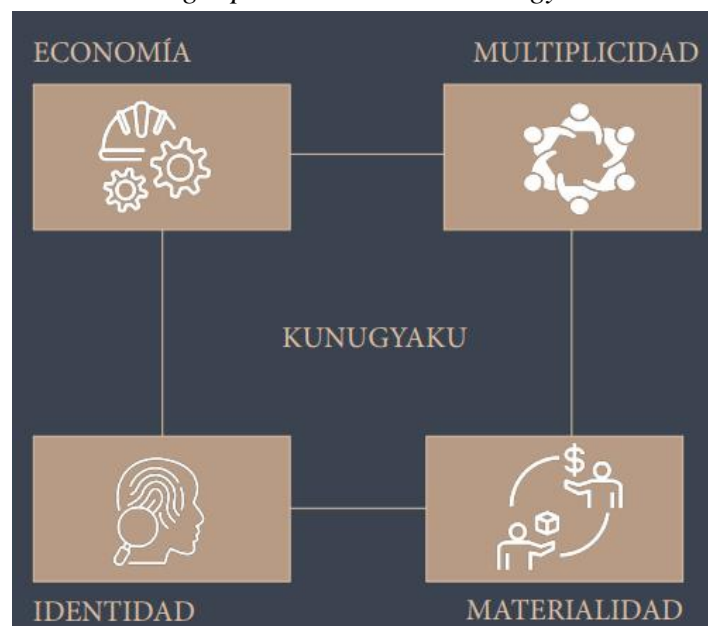 ECONOMÍA
MULTIPLICIDAD
$
KUNUGYAKU
IDENTIDAD
MATERIALIDAD